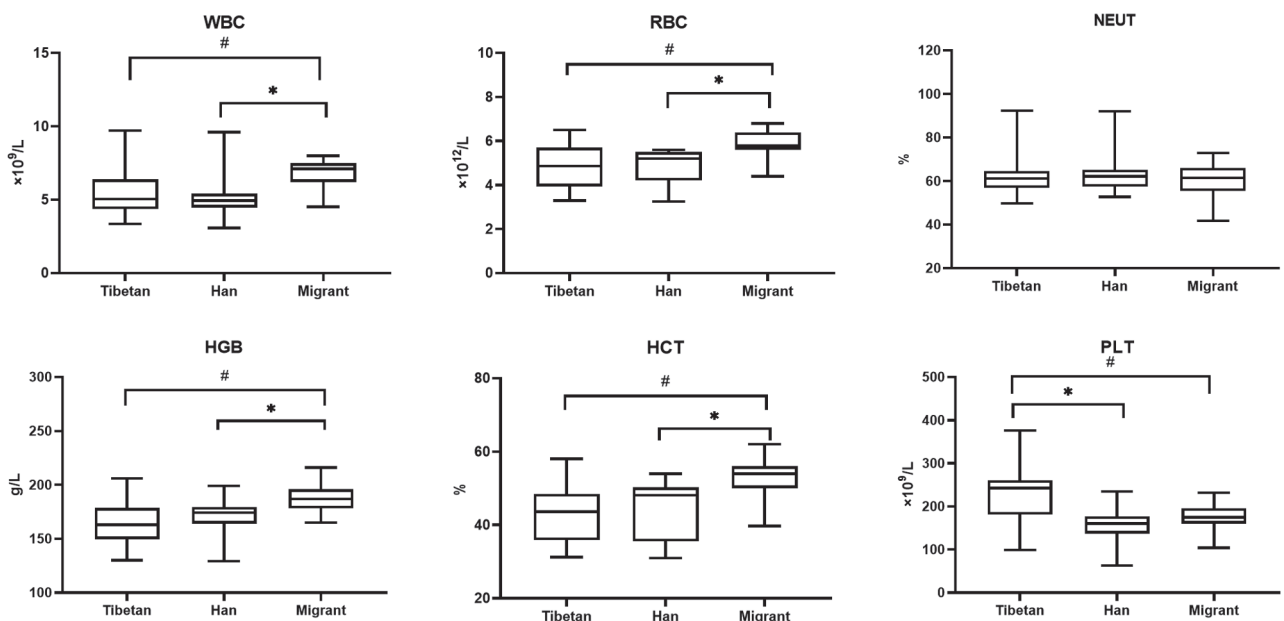 WBC
#
*
15
10
5
0
×10⁹/L
Tibetan Han Migrant
RBC
#
*
10
8
6
4
2
0
×10¹²/L
Tibetan Han Migrant
NEUT
120
100
80
60
40
20
%
Tibetan Han Migrant
HGB
#
*
300
250
200
150
100
g/L
Tibetan Han Migrant
HCT
#
*
80
60
40
20
%
Tibetan Han Migrant
PLT
#
*
500
400
300
200
100
0
×10⁹/L
Tibetan Han Migrant